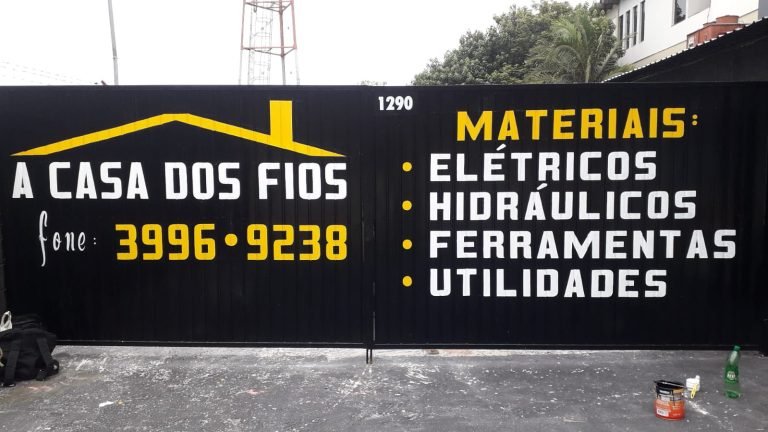 A CASA DOS FIOS
fone: 3996•9238
1290
MATERIAIS:
• ELÉTRICOS
• HIDRÁULICOS
• FERRAMENTAS
• UTILIDADES